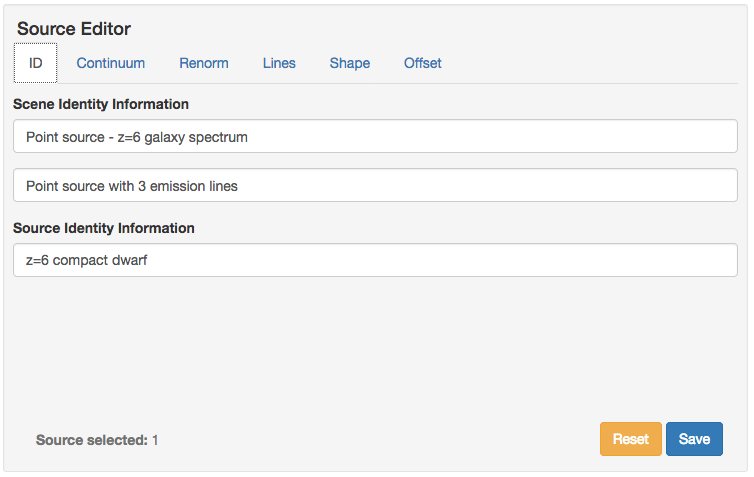 Source Editor
ID Continuum Renorm Lines Shape Offset
Scene Identity Information
Point source - z=6 galaxy spectrum
Point source with 3 emission lines
Source Identity Information
z=6 compact dwarf
Source selected: 1 Reset Save